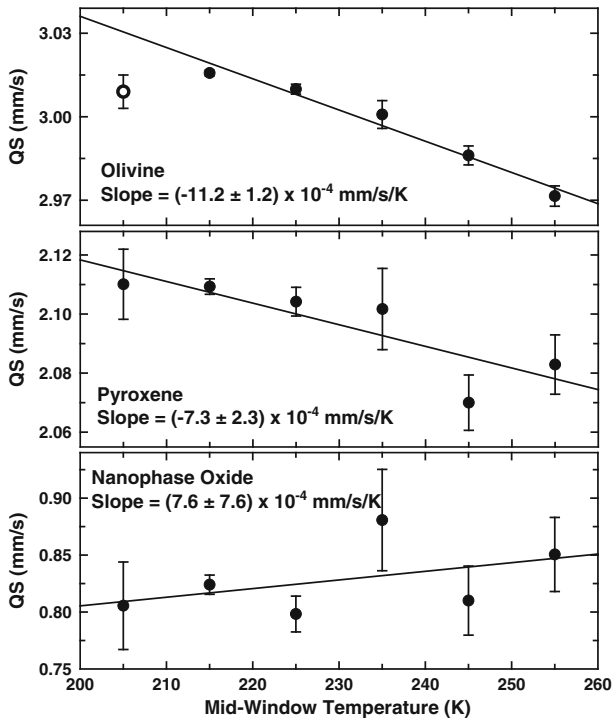 3.03
3.00
2.97
QS (mm/s)
Olivine
Slope = (-11.2 ± 1.2) x 10⁻⁴ mm/s/K
2.12
2.10
2.08
2.06
QS (mm/s)
Pyroxene
Slope = (-7.3 ± 2.3) x 10⁻⁴ mm/s/K
0.90
0.85
0.80
0.75
QS (mm/s)
Nanophase Oxide
Slope = (7.6 ± 7.6) x 10⁻⁴ mm/s/K
200 210 220 230 240 250 260
Mid-Window Temperature (K)